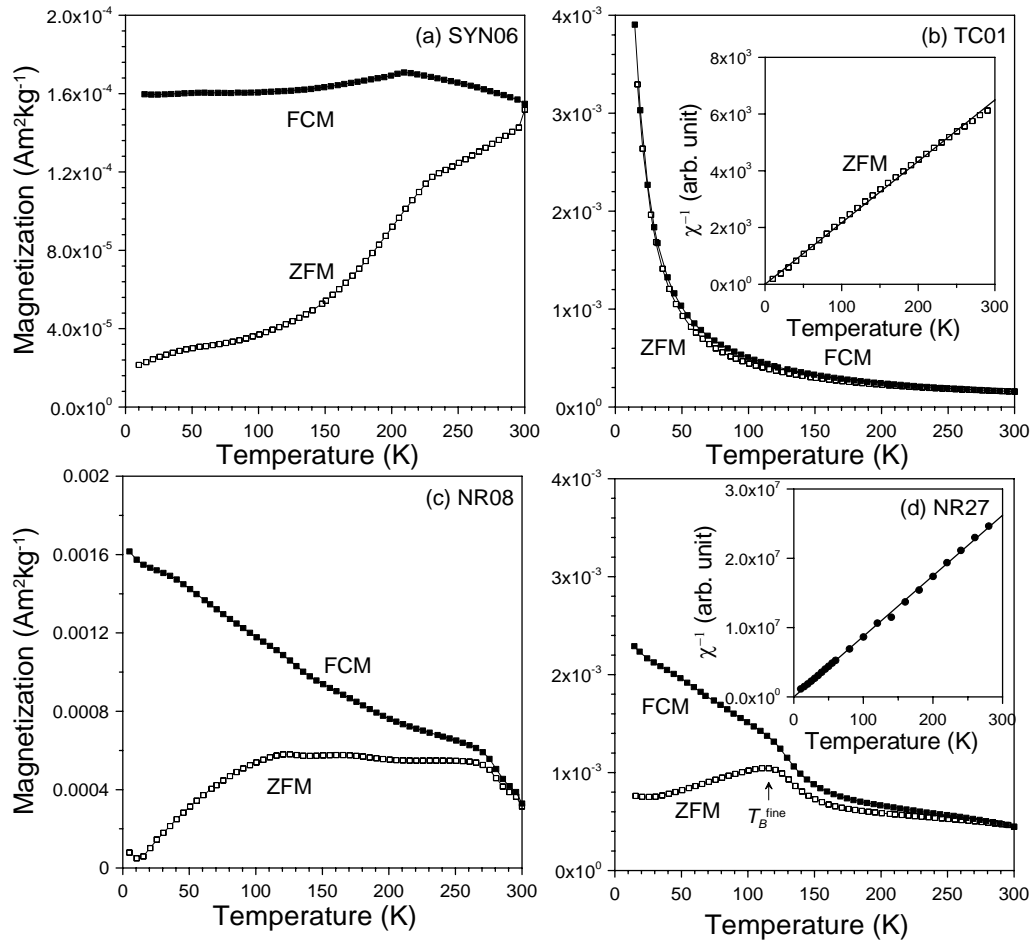 (a) SYN06
Magnetization (Am²kg⁻¹)
2.0x10⁻⁴
1.6x10⁻⁴
1.2x10⁻⁴
8.0x10⁻⁵
4.0x10⁻⁵
0.0x10⁰
FCM
ZFM
0 50 100 150 200 250 300
Temperature (K)
(b) TC01
4x10⁻³
3x10⁻³
2x10⁻³
1x10⁻³
0x10⁰
ZFM
FCM
0 50 100 150 200 250 300
Temperature (K)
χ⁻¹ (arb. unit)
8x10³
6x10³
4x10³
2x10³
0x10⁰
ZFM
0 100 200 300
Temperature (K)
(c) NR08
Magnetization (Am²kg⁻¹)
0.002
0.0016
0.0012
0.0008
0.0004
0
FCM
ZFM
0 50 100 150 200 250 300
Temperature (K)
(d) NR27
4x10⁻³
3x10⁻³
2x10⁻³
1x10⁻³
0x10⁰
FCM
ZFM
T_B^fine
0 50 100 150 200 250 300
Temperature (K)
χ⁻¹ (arb. unit)
3.0x10⁷
2.0x10⁷
1.0x10⁷
0.0x10⁰
0 100 200 300
Temperature (K)